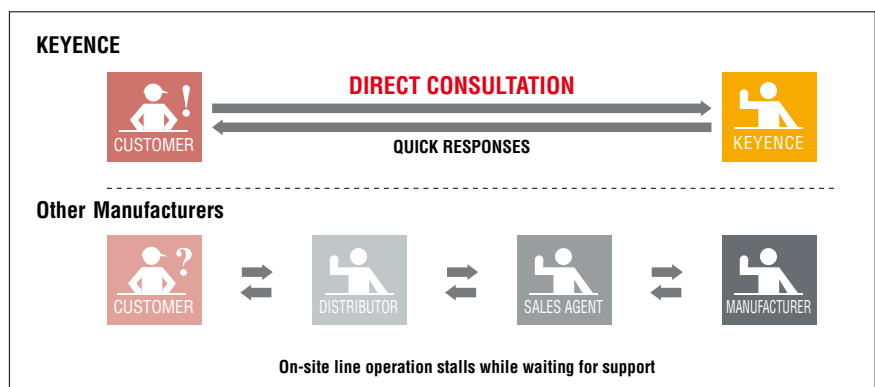 KEYENCE
DIRECT CONSULTATION
!
CUSTOMER
KEYENCE
QUICK RESPONSES
Other Manufacturers
?
CUSTOMER
DISTRIBUTOR
SALES AGENT
MANUFACTURER
On-site line operation stalls while waiting for support